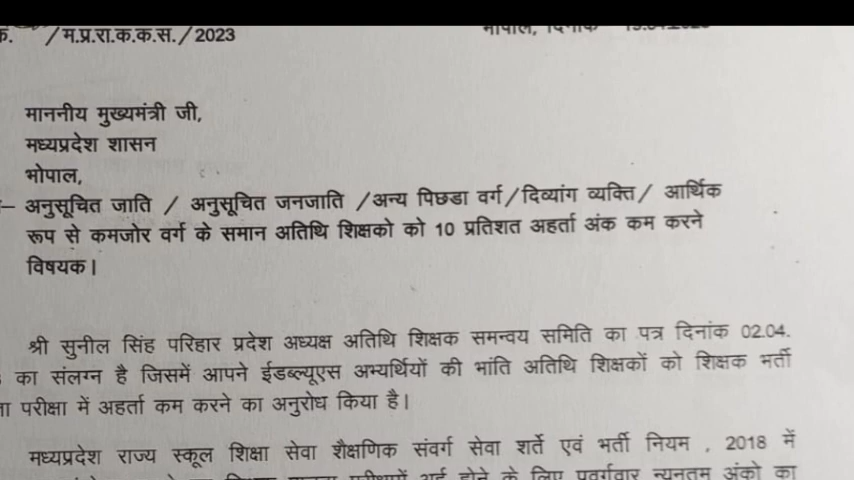 /म.प्र.रा.क.क.स./2023
भोपाल, दिनांक
माननीय मुख्यमंत्री जी,
मध्यप्रदेश शासन
भोपाल,
– अनुसूचित जाति / अनुसूचित जनजाति /अन्य पिछडा वर्ग/दिव्यांग व्यक्ति/ आर्थिक
रूप से कमजोर वर्ग के समान अतिथि शिक्षको को 10 प्रतिशत अहर्ता अंक कम करने
विषयक।
श्री सुनील सिंह परिहार प्रदेश अध्यक्ष अतिथि शिक्षक समन्वय समिति का पत्र दिनांक 02.04.
का संलग्न है जिसमें आपने ईडब्ल्यूएस अभ्यर्थियों की भांति अतिथि शिक्षकों को शिक्षक भर्ती
परीक्षा में अहर्ता कम करने का अनुरोध किया है।
मध्यप्रदेश राज्य स्कूल शिक्षा सेवा शैक्षणिक संवर्ग सेवा शर्ते एवं भर्ती नियम , 2018 में
होने के लिए प्रवर्गवार न्यूनतम अंको का